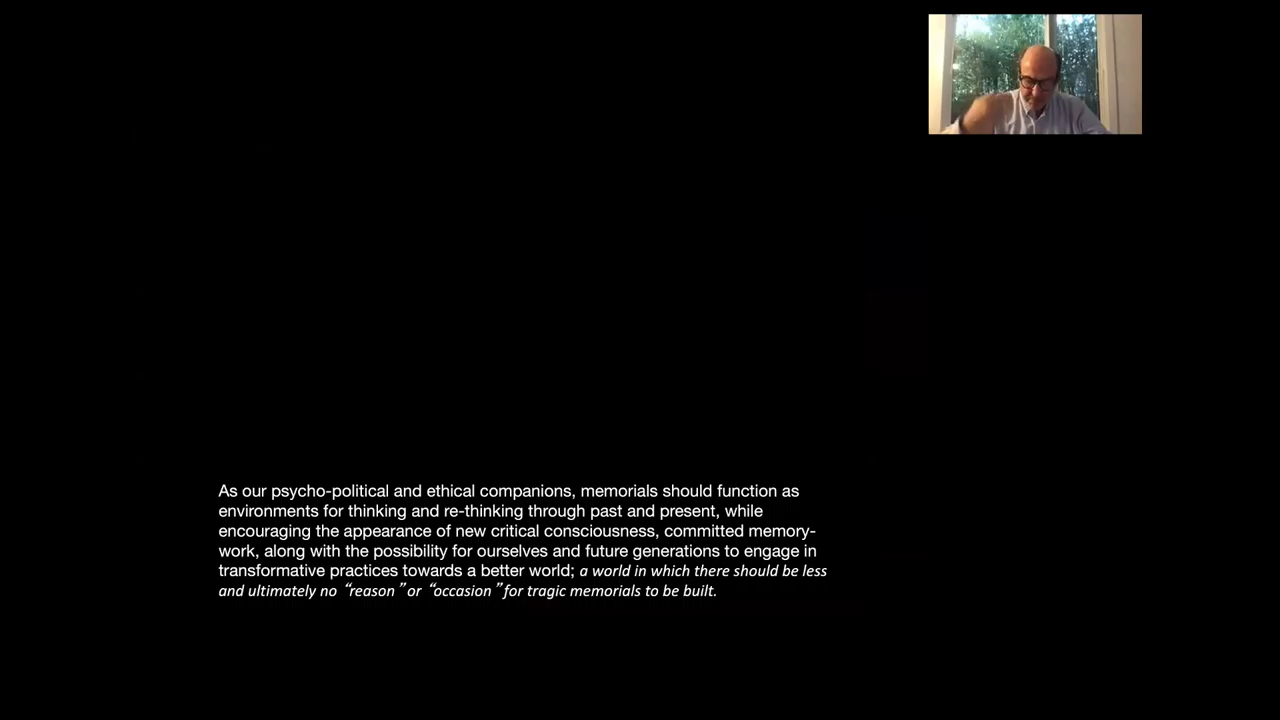 As our psycho-political and ethical companions, memorials should function as
environments for thinking and re-thinking through past and present, while
encouraging the appearance of new critical consciousness, committed memory-
work, along with the possibility for ourselves and future generations to engage in
transformative practices towards a better world; a world in which there should be less
and ultimately no “reason” or “occasion” for tragic memorials to be built.